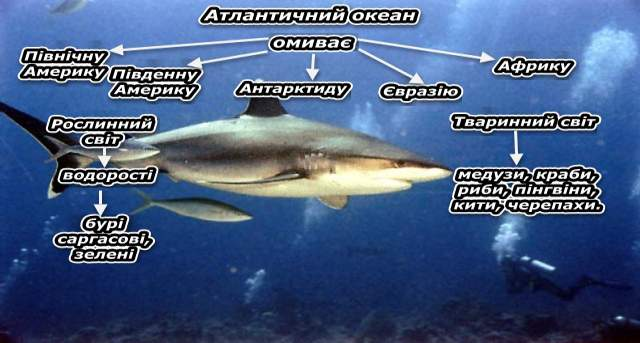 Атлантичний океан
омиває
Північну
Америку
Південну
Америку
Антарктиду
Євразію
Африку
Рослинний
світ
водорості
бурі
саргасові,
зелені
Тваринний світ
медузи, краби,
риби, пінгвіни,
кити, черепахи.